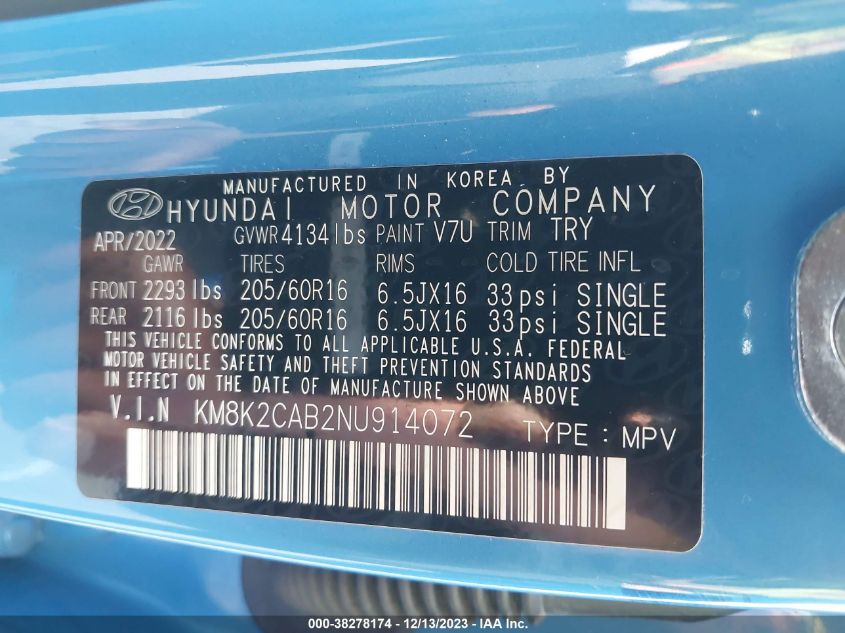 MANUFACTURED IN KOREA BY
HYUNDAI MOTOR COMPANY
APR/2022 GVWR 4134 lbs PAINT V7U TRIM TRY
GAWR TIRES RIMS COLD TIRE INFL
FRONT 2293 lbs 205/60R16 6.5JX16 33psi SINGLE
REAR 2116 lbs 205/60R16 6.5JX16 33psi SINGLE
THIS VEHICLE CONFORMS TO ALL APPLICABLE U.S.A. FEDERAL
MOTOR VEHICLE SAFETY AND THEFT PREVENTION STANDARDS
IN EFFECT ON THE DATE OF MANUFACTURE SHOWN ABOVE
V.I.N KM8K2CAB2NU914072 TYPE : MPV
000-38278174 - 12/13/2023 - IAA Inc.